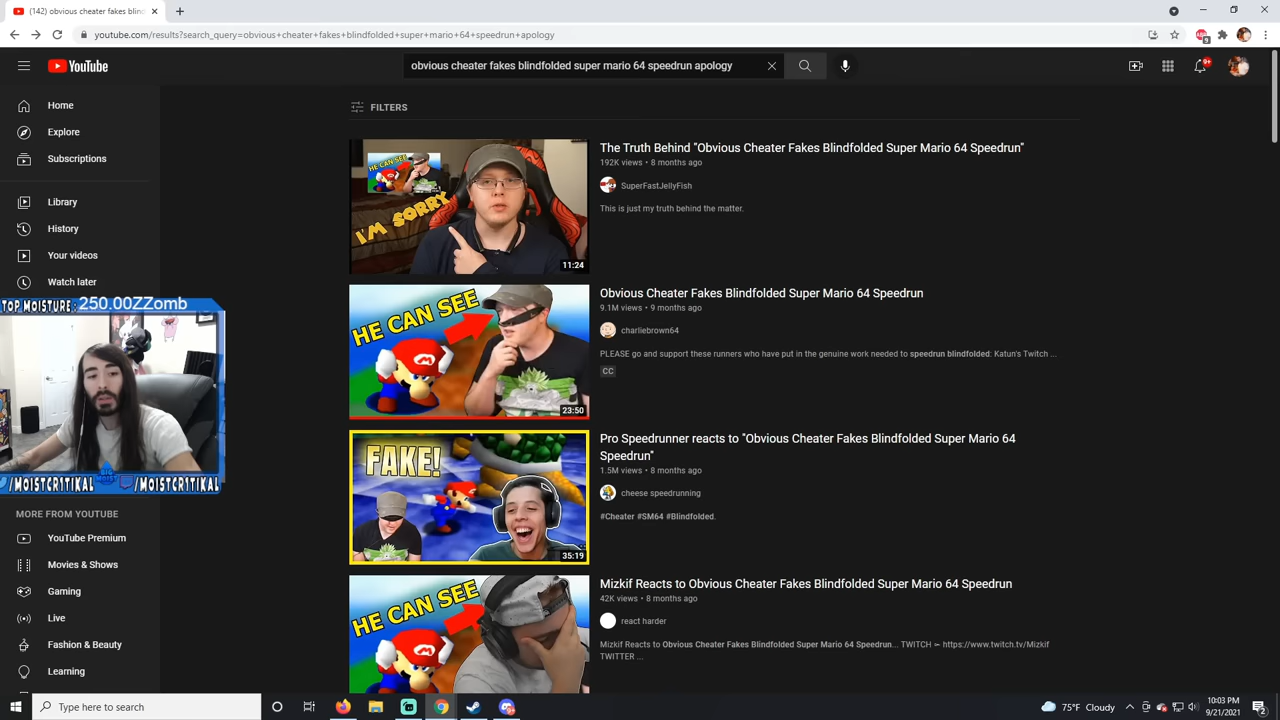 (142) obvious cheater fakes blind
youtube.com/results?search_query=obvious+cheater+fakes+blindfolded+super+mario+64+speedrun+apology
9
YouTube
obvious cheater fakes blindfolded super mario 64 speedrun apology
9+
Home
Explore
Subscriptions
Library
History
Your videos
Watch later
TOP MOISTURE: 250.00ZZomb
/MOISTCR1TIKAL /MOISTCR1TIKAL
MORE FROM YOUTUBE
YouTube Premium
Movies & Shows
Gaming
Live
Fashion & Beauty
Learning
FILTERS
HE CAN SEE
I'M SORRY
11:24
The Truth Behind "Obvious Cheater Fakes Blindfolded Super Mario 64 Speedrun"
192K views • 8 months ago
SuperFastJellyFish
This is just my truth behind the matter.
HE CAN SEE
23:50
Obvious Cheater Fakes Blindfolded Super Mario 64 Speedrun
9.1M views • 9 months ago
charliebrown64
PLEASE go and support these runners who have put in the genuine work needed to speedrun blindfolded: Katun's Twitch ...
CC
FAKE!
35:19
Pro Speedrunner reacts to "Obvious Cheater Fakes Blindfolded Super Mario 64
Speedrun"
1.5M views • 8 months ago
cheese speedrunning
#Cheater #SM64 #Blindfolded.
HE CAN SEE
Mizkif Reacts to Obvious Cheater Fakes Blindfolded Super Mario 64 Speedrun
42K views • 8 months ago
react harder
Mizkif Reacts to Obvious Cheater Fakes Blindfolded Super Mario 64 Speedrun... TWITCH ➳ https://www.twitch.tv/Mizkif
TWITTER ...
Type here to search
75°F Cloudy
10:03 PM
9/21/2021
2